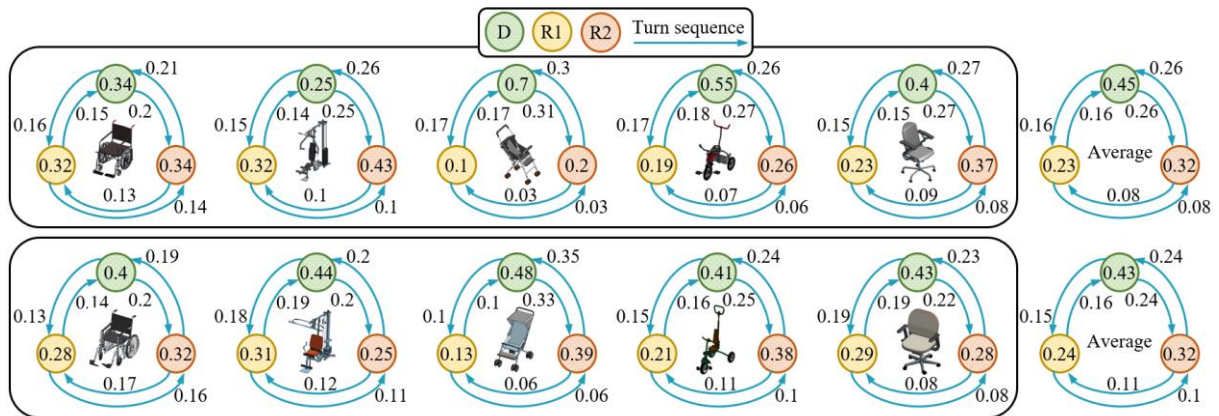 D R1 R2 Turn sequence
0.34 0.21 0.15 0.2 0.16 0.32 0.34 0.13 0.14
0.25 0.26 0.14 0.25 0.15 0.32 0.43 0.1 0.1
0.7 0.3 0.17 0.31 0.17 0.1 0.2 0.03 0.03
0.55 0.26 0.18 0.27 0.17 0.19 0.26 0.07 0.06
0.4 0.27 0.15 0.27 0.15 0.23 0.37 0.09 0.08
0.45 0.26 0.16 0.26 0.16 Average 0.23 0.32 0.08 0.08
0.4 0.19 0.14 0.2 0.13 0.28 0.32 0.17 0.16
0.44 0.2 0.19 0.2 0.18 0.31 0.25 0.12 0.11
0.48 0.35 0.1 0.33 0.1 0.13 0.39 0.06 0.06
0.41 0.24 0.16 0.25 0.15 0.21 0.38 0.11 0.1
0.43 0.23 0.19 0.22 0.19 0.29 0.28 0.08 0.08
0.43 0.24 0.16 0.24 0.15 Average 0.24 0.32 0.11 0.1